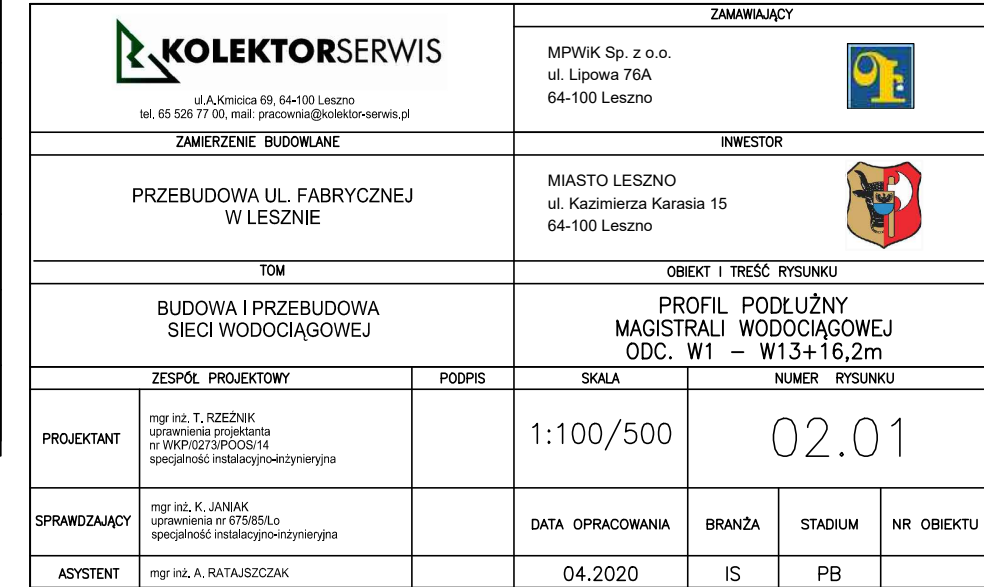 KOLEKTORSERWIS
ul.A.Kmicica 69, 64-100 Leszno
tel. 65 526 77 00, mail: pracownia@kolektor-serwis.pl
ZAMAWIAJĄCY
MPWiK Sp. z o.o.
ul. Lipowa 76A
64-100 Leszno
ZAMIERZENIE BUDOWLANE
PRZEBUDOWA UL. FABRYCZNEJ
W LESZNIE
INWESTOR
MIASTO LESZNO
ul. Kazimierza Karasia 15
64-100 Leszno
TOM
BUDOWA I PRZEBUDOWA
SIECI WODOCIĄGOWEJ
OBIEKT I TREŚĆ RYSUNKU
PROFIL PODŁUŻNY
MAGISTRALI WODOCIĄGOWEJ
ODC. W1 – W13+16,2m
ZESPÓŁ PROJEKTOWY PODPIS SKALA NUMER RYSUNKU
PROJEKTANT
mgr inż. T. RZEŹNIK
uprawnienia projektanta
nr WKP/0273/POOS/14
specjalność instalacyjno-inżynieryjna
1:100/500
02.01
SPRAWDZAJĄCY
mgr inż. K. JANIAK
uprawnienia nr 675/85/Lo
specjalność instalacyjno-inżynieryjna
DATA OPRACOWANIA BRANŻA STADIUM NR OBIEKTU
ASYSTENT mgr inż. A. RATAJSZCZAK 04.2020 IS PB